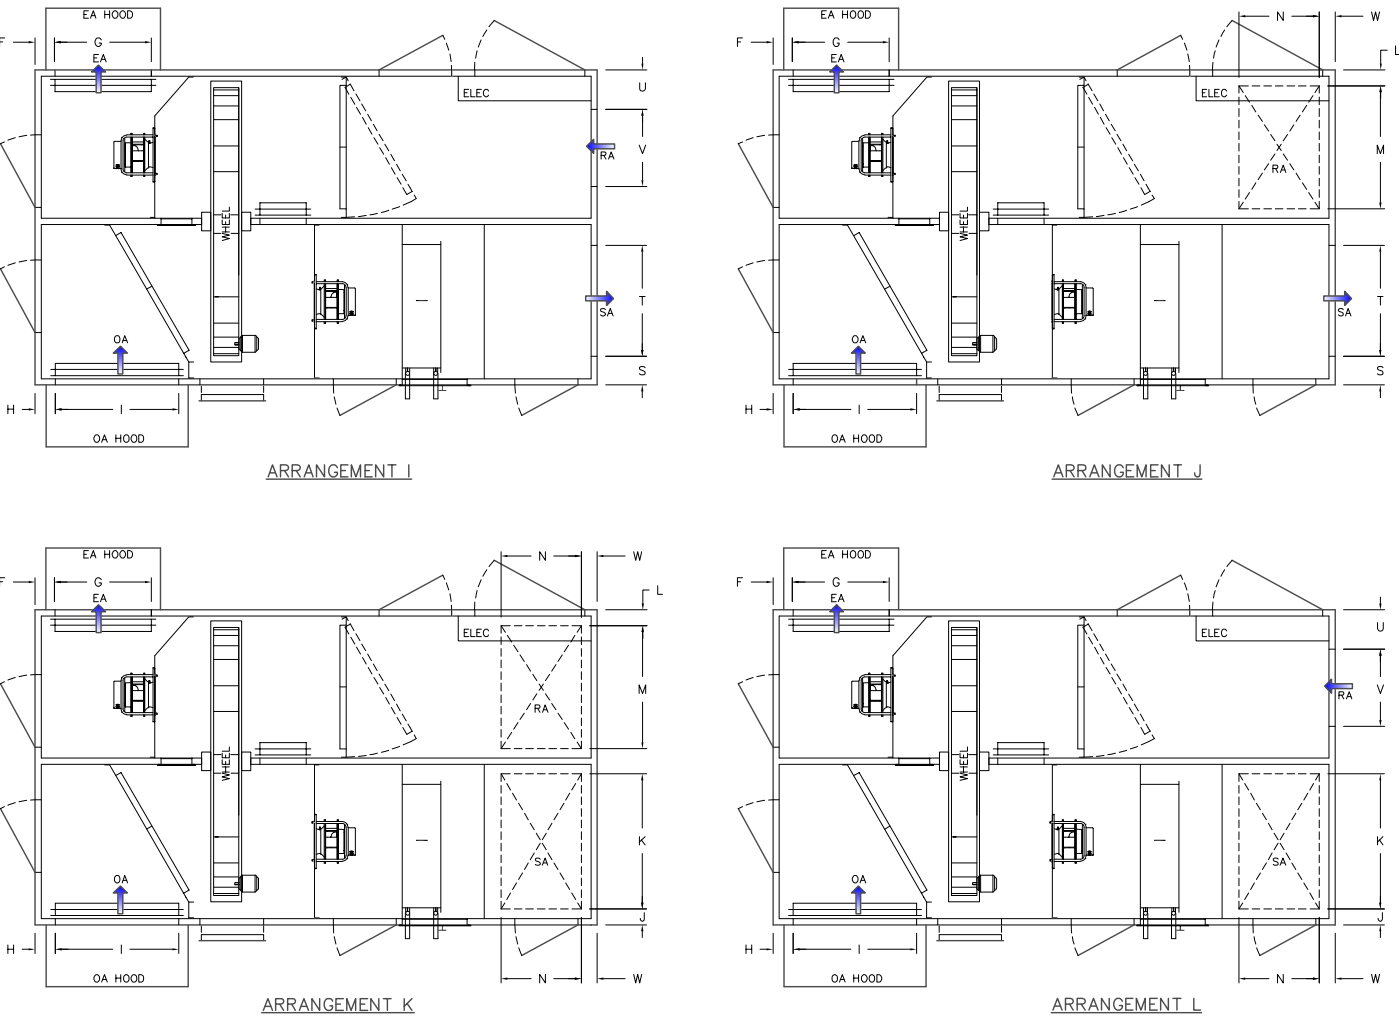 EA HOOD
F
G
EA
ELEC
U
V
RA
WHEEL
T
SA
OA
S
H
I
OA HOOD
ARRANGEMENT I
EA HOOD
N
W
F
G
L
EA
ELEC
M
RA
WHEEL
T
SA
OA
S
H
I
OA HOOD
ARRANGEMENT J
EA HOOD
N
W
F
G
L
EA
ELEC
M
RA
WHEEL
K
SA
OA
J
H
I
N
W
OA HOOD
ARRANGEMENT K
EA HOOD
F
G
EA
ELEC
U
V
RA
WHEEL
K
SA
OA
J
H
I
N
W
OA HOOD
ARRANGEMENT L